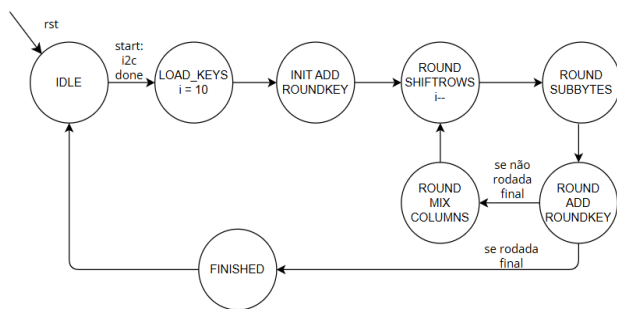 rst
start:
i2c
done
IDLE
LOAD_KEYS
i = 10
INIT ADD
ROUNDKEY
ROUND
SHIFTROWS
i--
ROUND
SUBBYTES
ROUND
MIX
COLUMNS
se não
rodada
final
ROUND
ADD
ROUNDKEY
se rodada
final
FINISHED